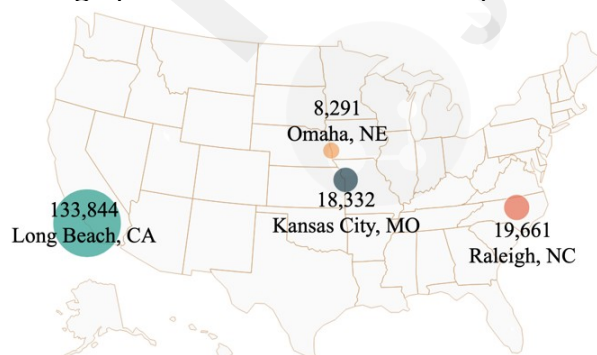 8,291
Omaha, NE
18,332
Kansas City, MO
133,844
Long Beach, CA
19,661
Raleigh, NC